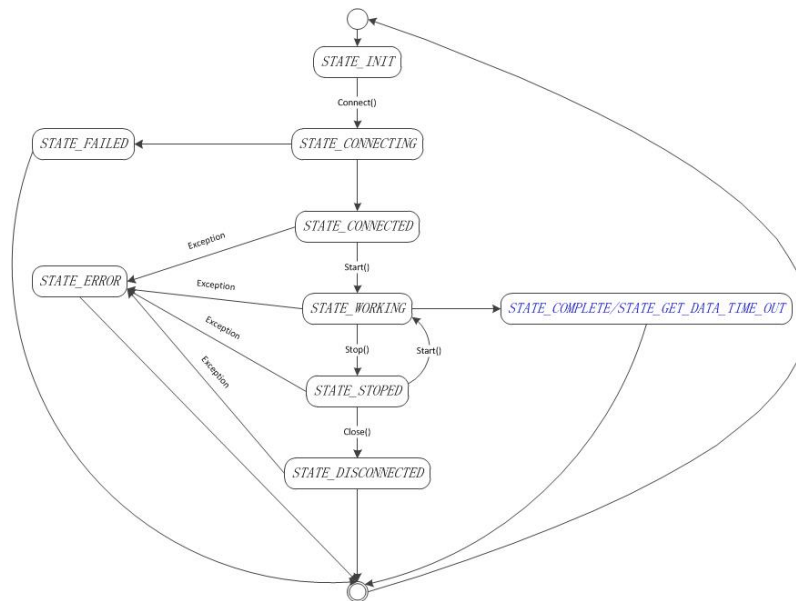 STATE_INIT
Connect()
STATE_FAILED
STATE_CONNECTING
STATE_CONNECTED
Exception
Start()
STATE_ERROR
Exception
STATE_WORKING
STATE_COMPLETE/STATE_GET_DATA_TIME_OUT
Exception
Stop()
Start()
Exception
STATE_STOPED
Close()
STATE_DISCONNECTED